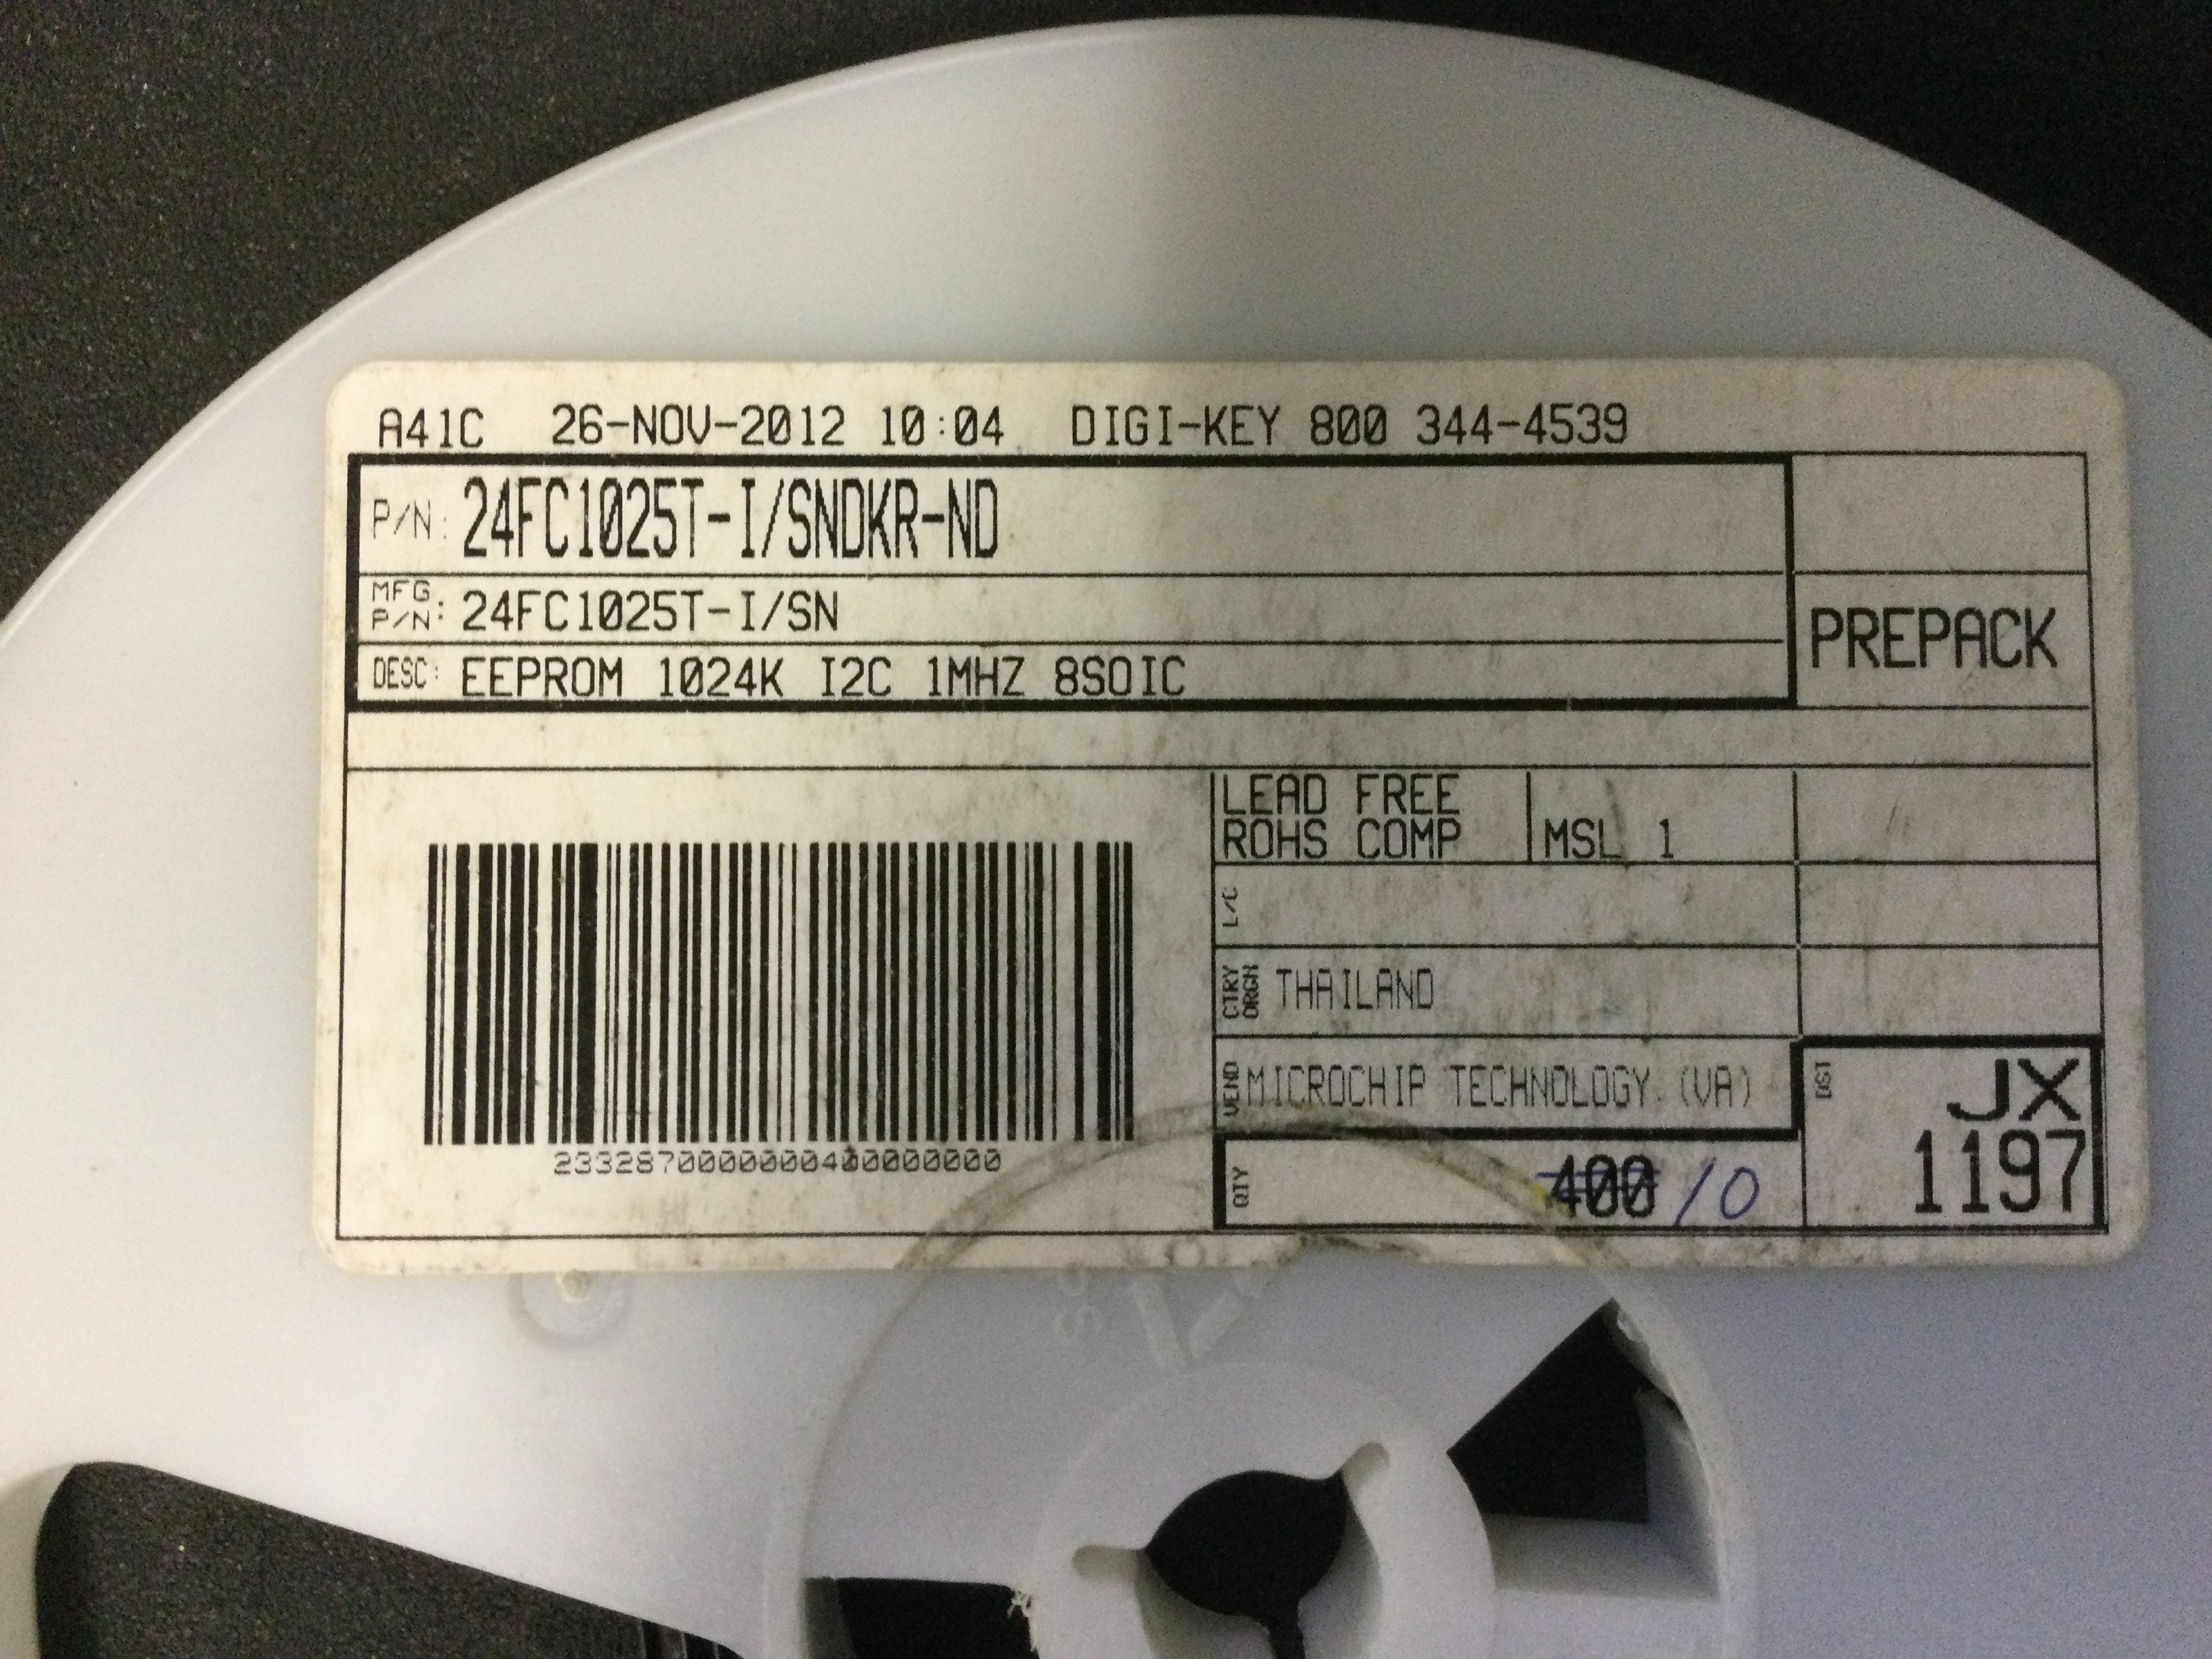 A41C 26-NOV-2012 10:04 DIGI-KEY 800 344-4539
P/N: 24FC1025T-I/SNDKR-ND
MFG P/N: 24FC1025T-I/SN
PREPACK
DESC: EEPROM 1024K I2C 1MHZ 8SOIC
LEAD FREE
ROHS COMP
MSL 1
L/C
CTRY ORGN THAILAND
VEND MICROCHIP TECHNOLOGY (VA)
DST JX
1197
QTY 400 10